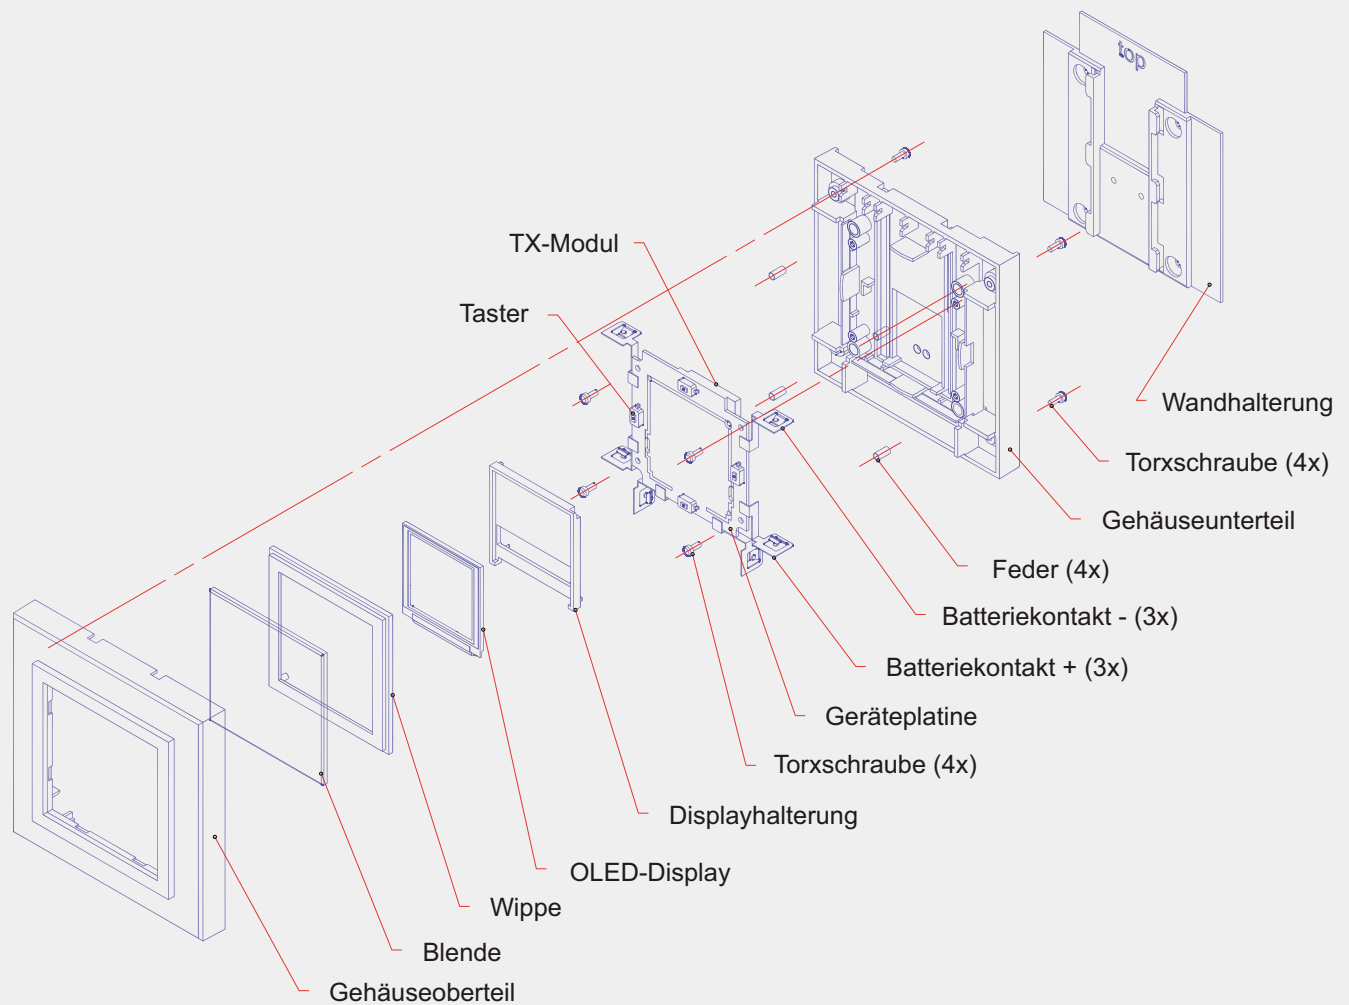 top
TX-Modul
Taster
Wandhalterung
Torxschraube (4x)
Gehäuseunterteil
Feder (4x)
Batteriekontakt - (3x)
Batteriekontakt + (3x)
Geräteplatine
Torxschraube (4x)
Displayhalterung
OLED-Display
Wippe
Blende
Gehäuseoberteil